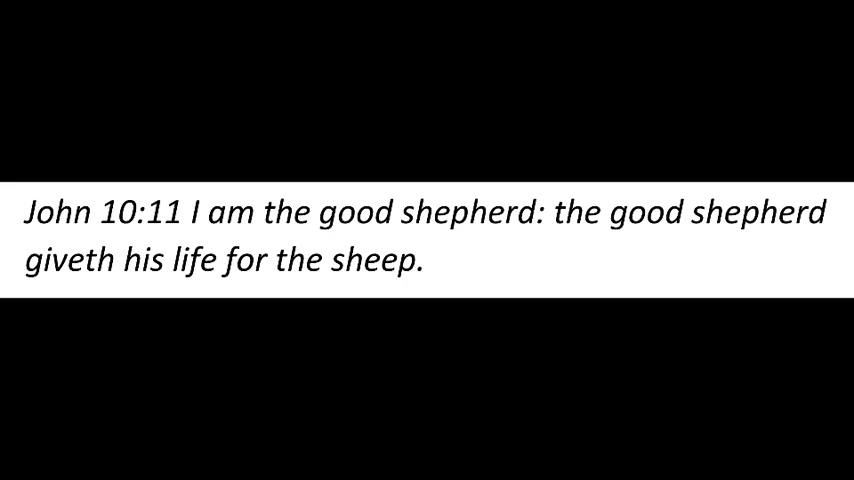 John 10:11 I am the good shepherd: the good shepherd
giveth his life for the sheep.